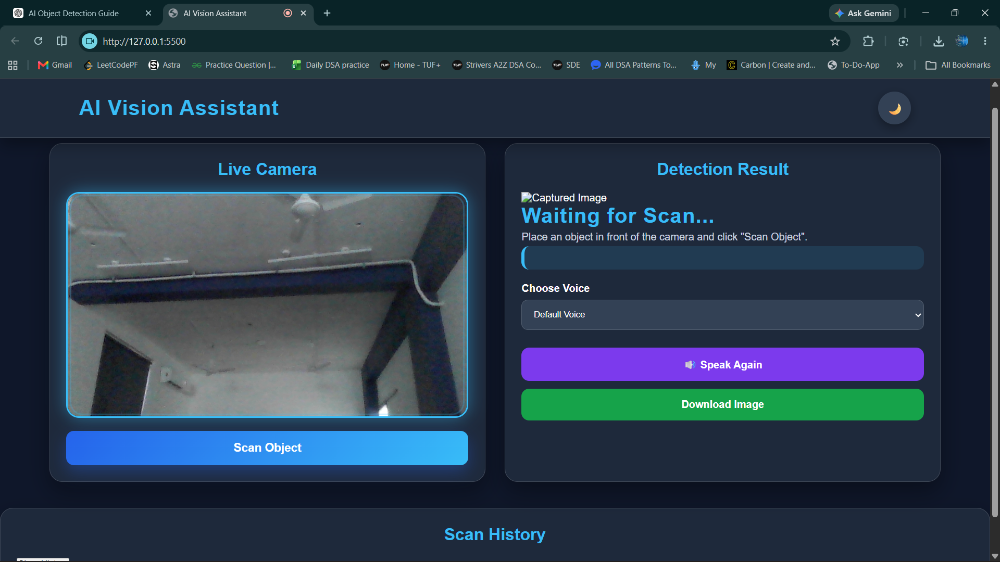 AI Object Detection Guide
AI Vision Assistant
Ask Gemini
http://127.0.0.1:5500
Gmail
LeetCodePF
Astra
Practice Question |...
Daily DSA practice
Home - TUF+
Strivers A2Z DSA Co...
SDE
All DSA Patterns To...
My
Carbon | Create and...
To-Do-App
All Bookmarks
AI Vision Assistant
Live Camera
Scan Object
Detection Result
Captured Image
Waiting for Scan...
Place an object in front of the camera and click "Scan Object".
Choose Voice
Default Voice
Speak Again
Download Image
Scan History